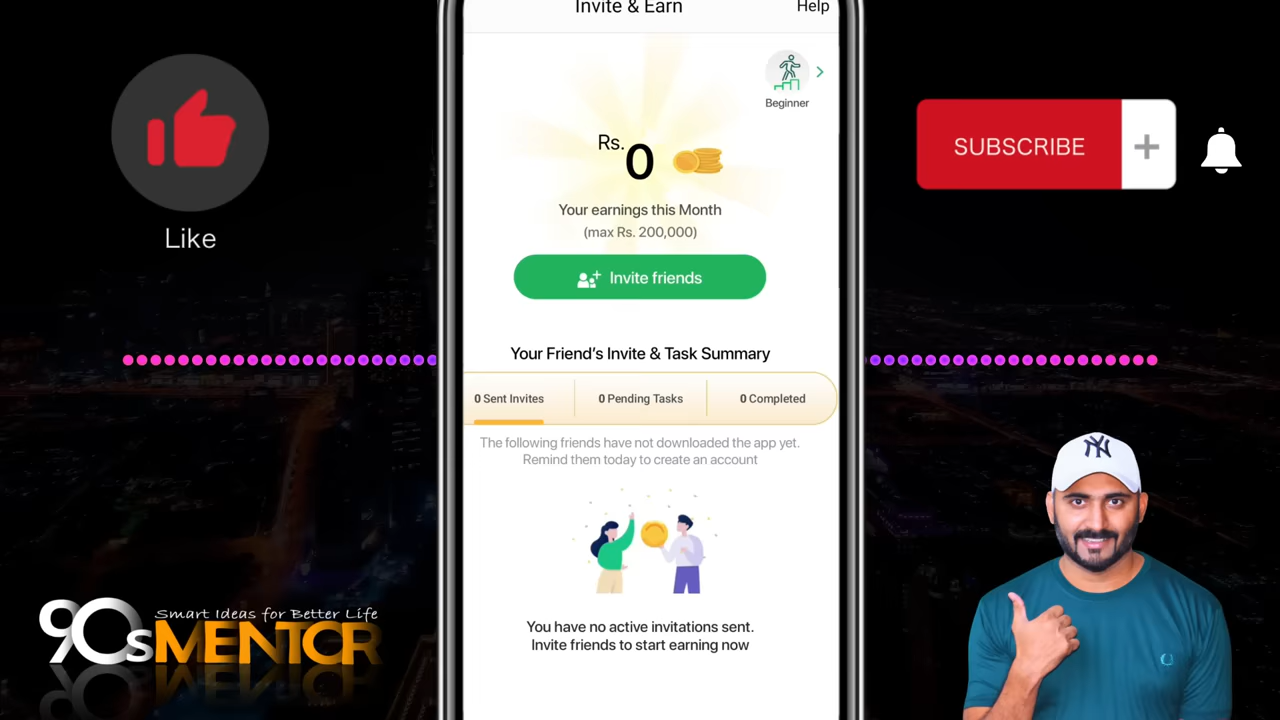 Invite & Earn
Help
Beginner
Rs. 0
Your earnings this Month
(max Rs. 200,000)
Invite friends
Your Friend's Invite & Task Summary
0 Sent Invites
0 Pending Tasks
0 Completed
The following friends have not downloaded the app yet.
Remind them today to create an account
You have no active invitations sent.
Invite friends to start earning now
Like
SUBSCRIBE
Smart Ideas for Better Life
90s MENTOR
NY